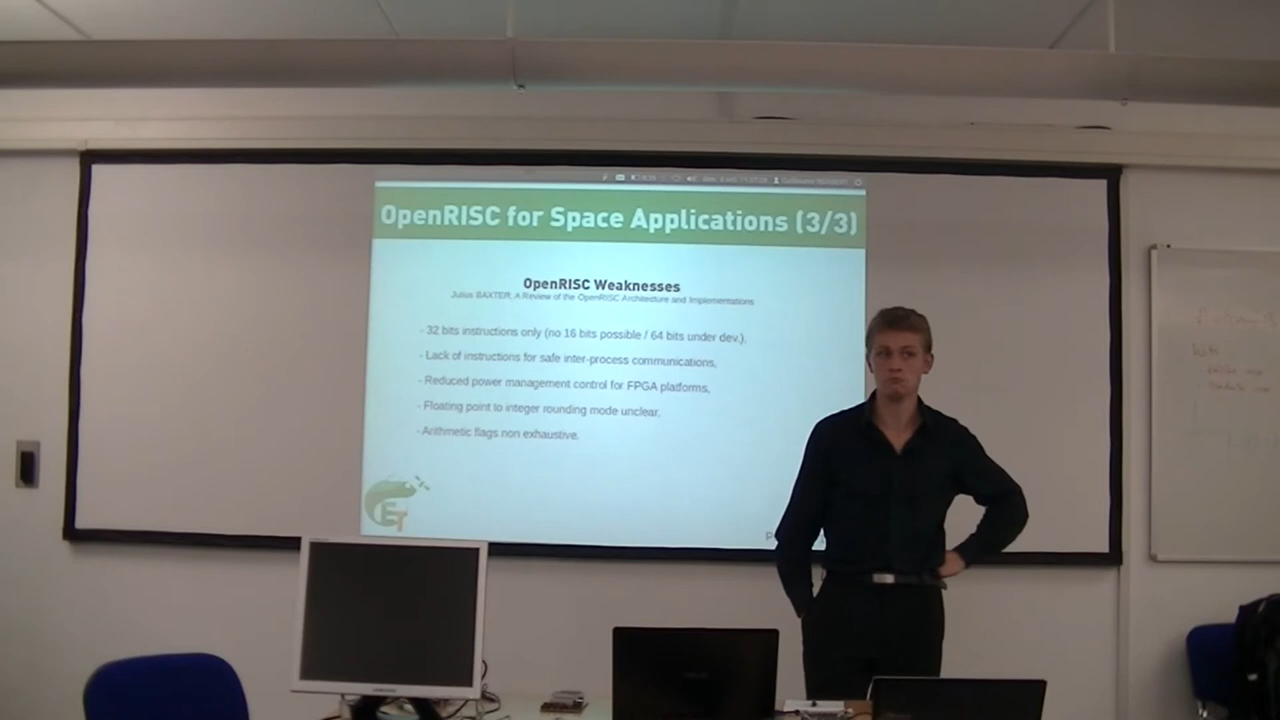 OpenRISC for Space Applications (3/3)
OpenRISC Weaknesses
Julius BAXTER, A Review of the OpenRISC Architecture and Implementations
- 32 bits instructions only (no 16 bits possible / 64 bits under dev.),
- Lack of instructions for safe inter-process communications,
- Reduced power management control for FPGA platforms,
- Floating point to integer rounding mode unclear,
- Arithmetic flags non exhaustive.
ET